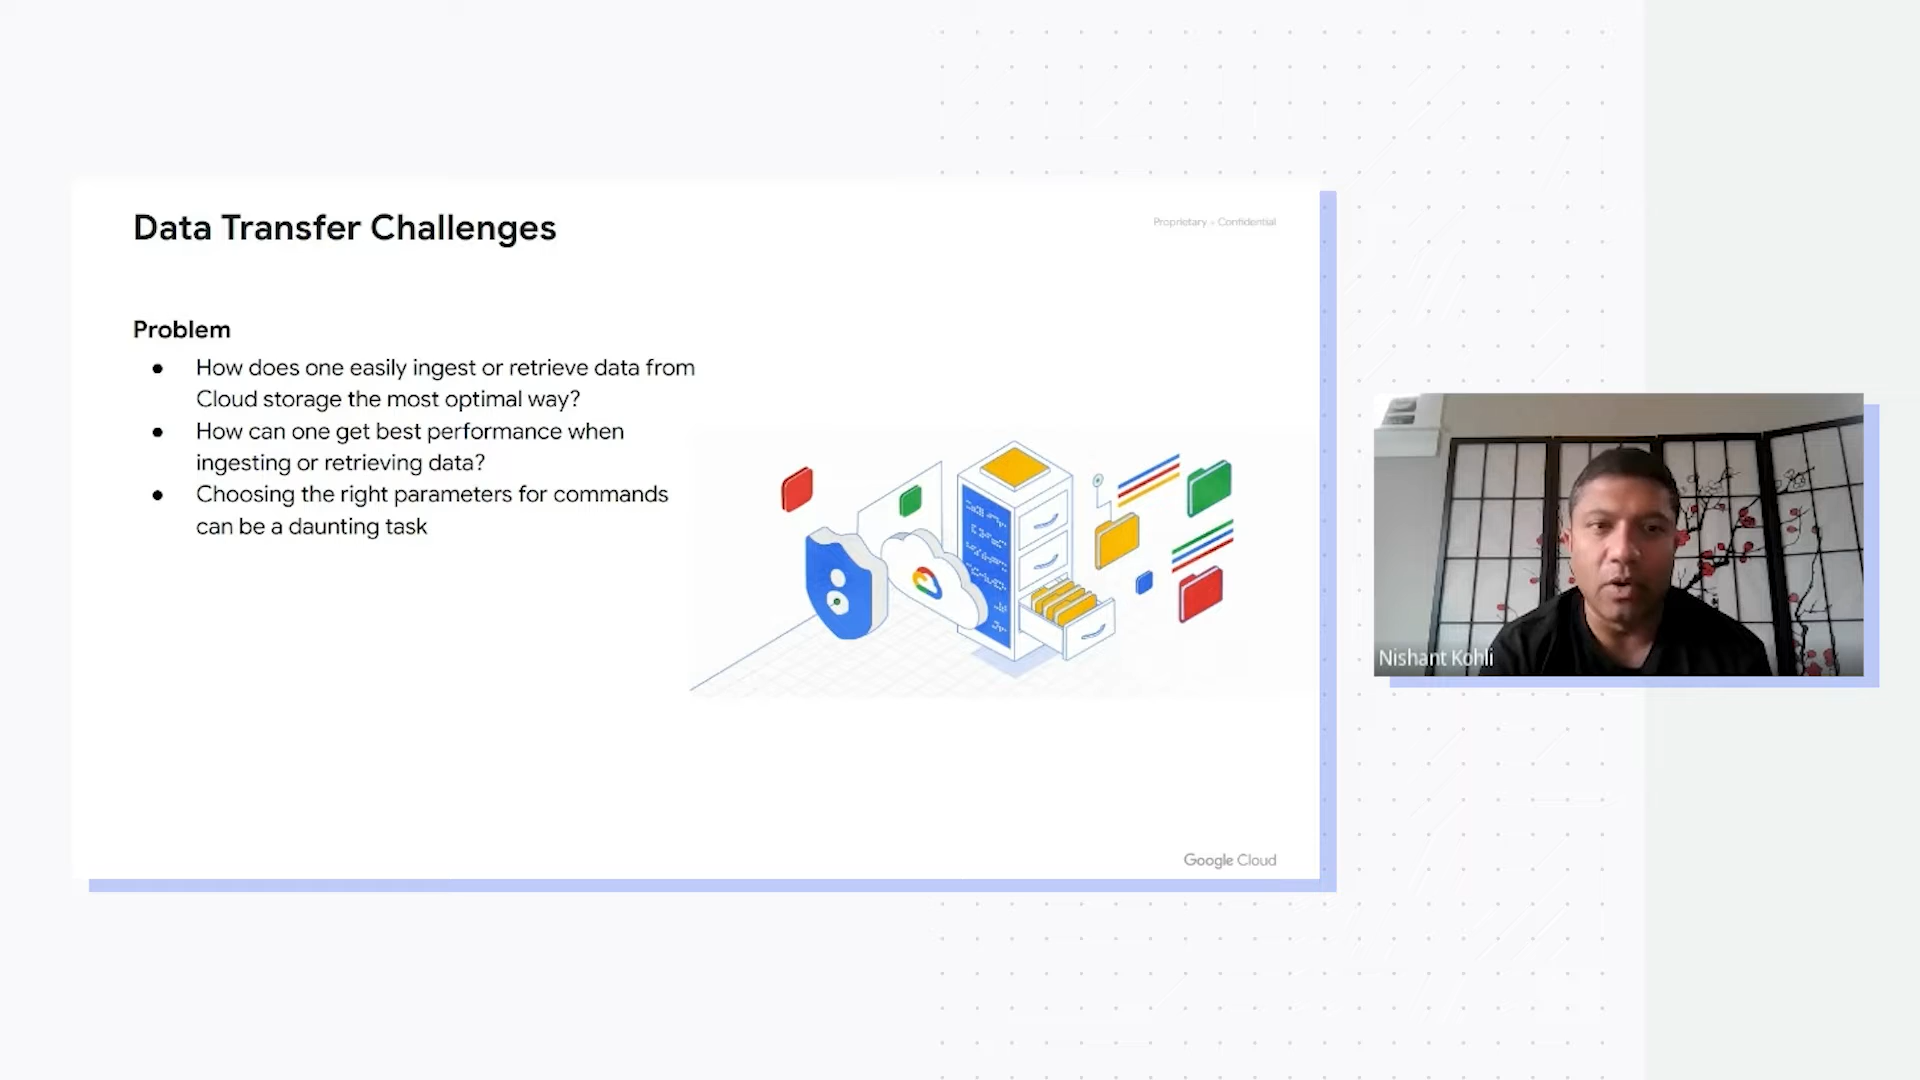 Data Transfer Challenges
Proprietary + Confidential
Problem
● How does one easily ingest or retrieve data from
Cloud storage the most optimal way?
● How can one get best performance when
ingesting or retrieving data?
● Choosing the right parameters for commands
can be a daunting task
Google Cloud
Nishant Kohli